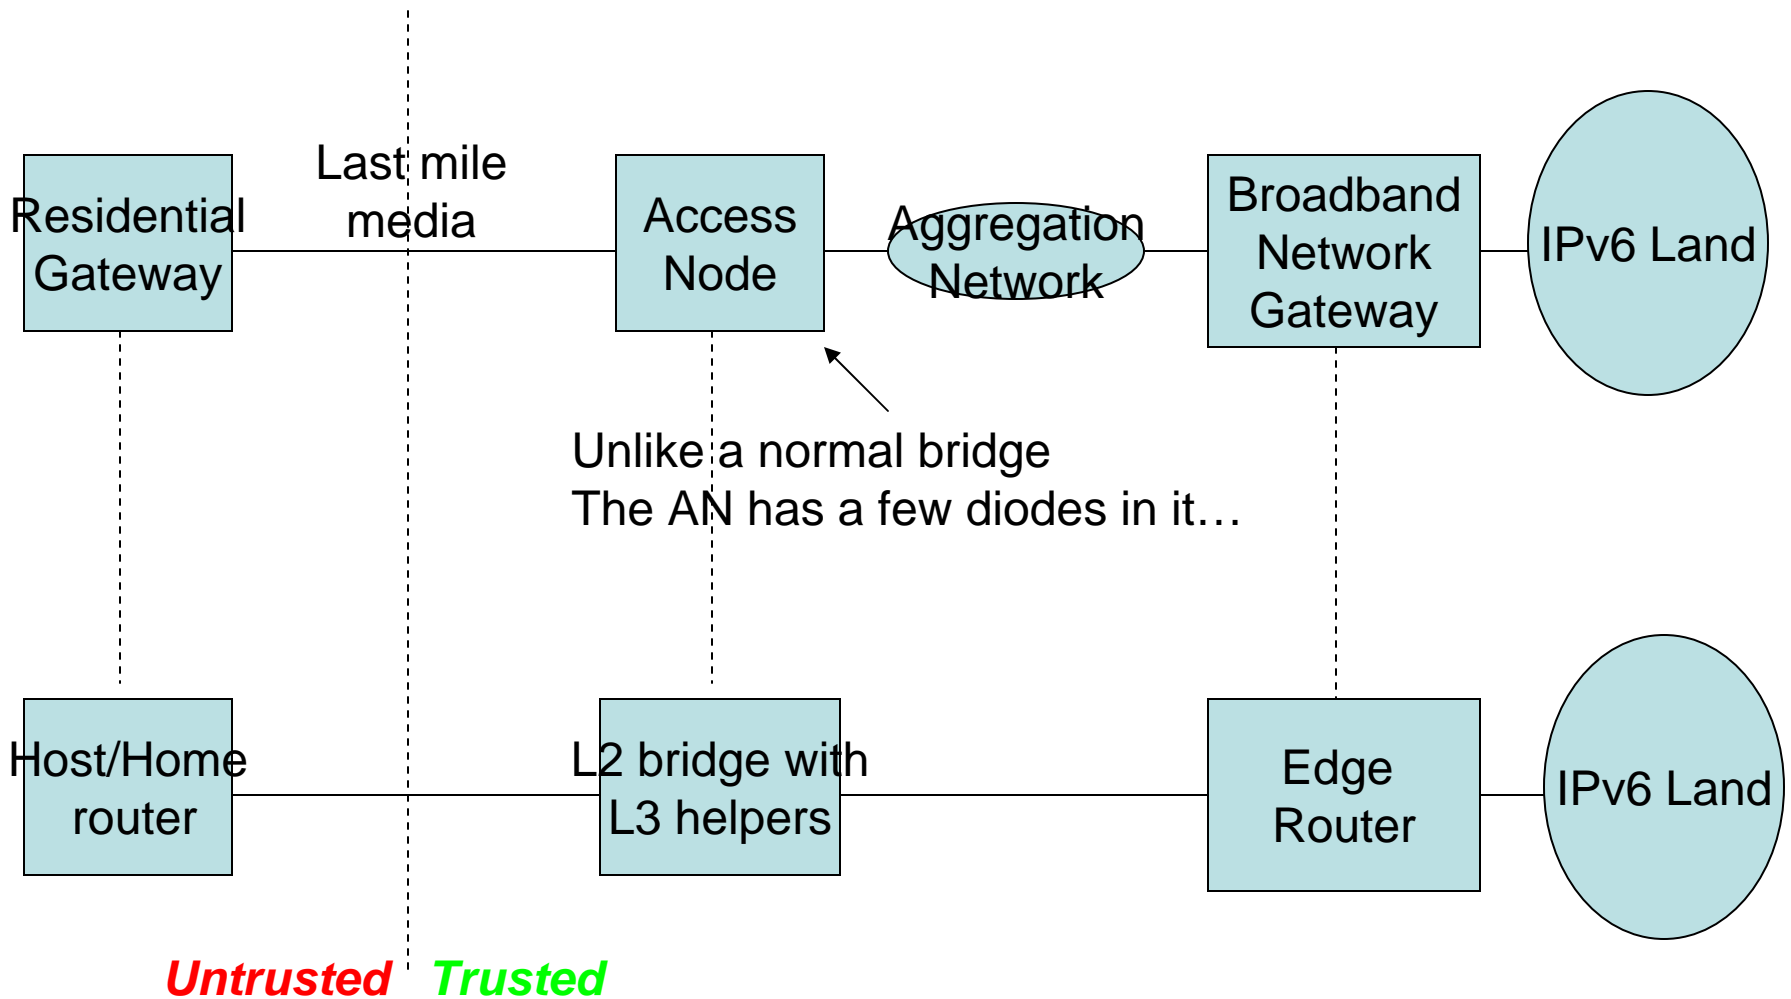 Last mile
media
Residential
Gateway
Access
Node
Aggregation
Network
Broadband
Network
Gateway
IPv6 Land
Unlike a normal bridge
The AN has a few diodes in it…
Host/Home
router
L2 bridge with
L3 helpers
Edge
Router
IPv6 Land
Untrusted
Trusted